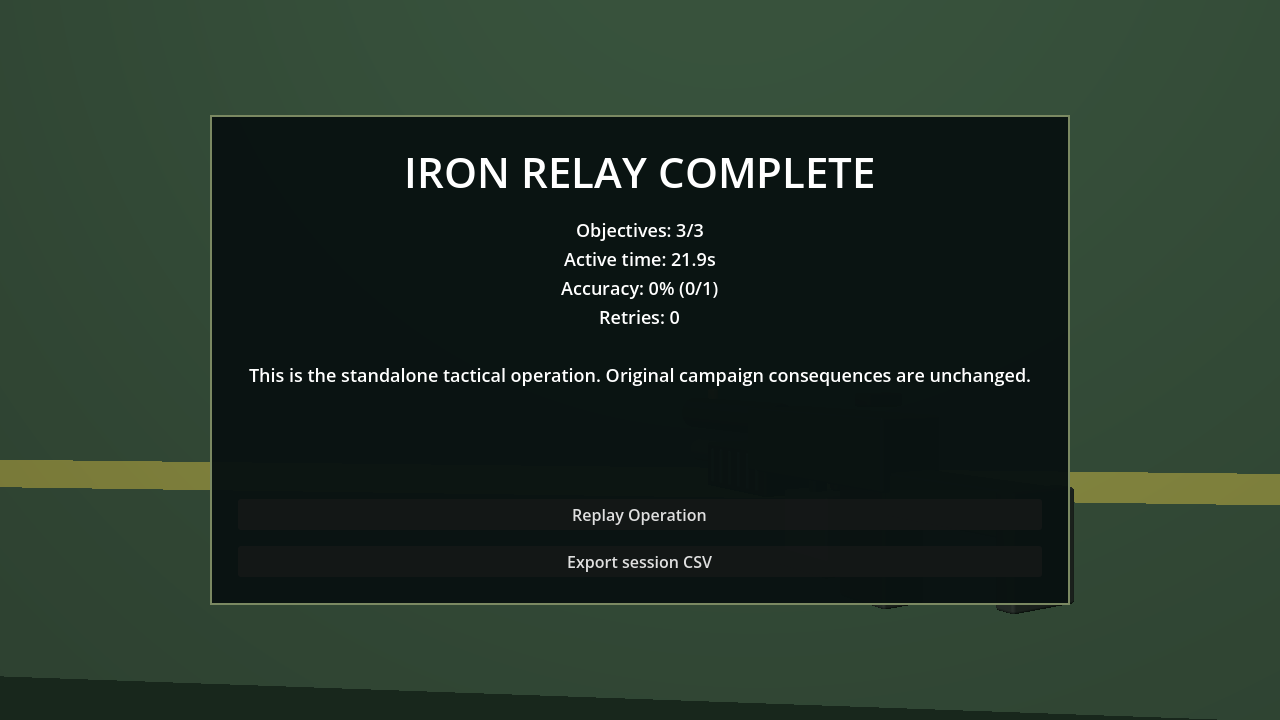 IRON RELAY COMPLETE
Objectives: 3/3
Active time: 21.9s
Accuracy: 0% (0/1)
Retries: 0
This is the standalone tactical operation. Original campaign consequences are unchanged.
Replay Operation
Export session CSV